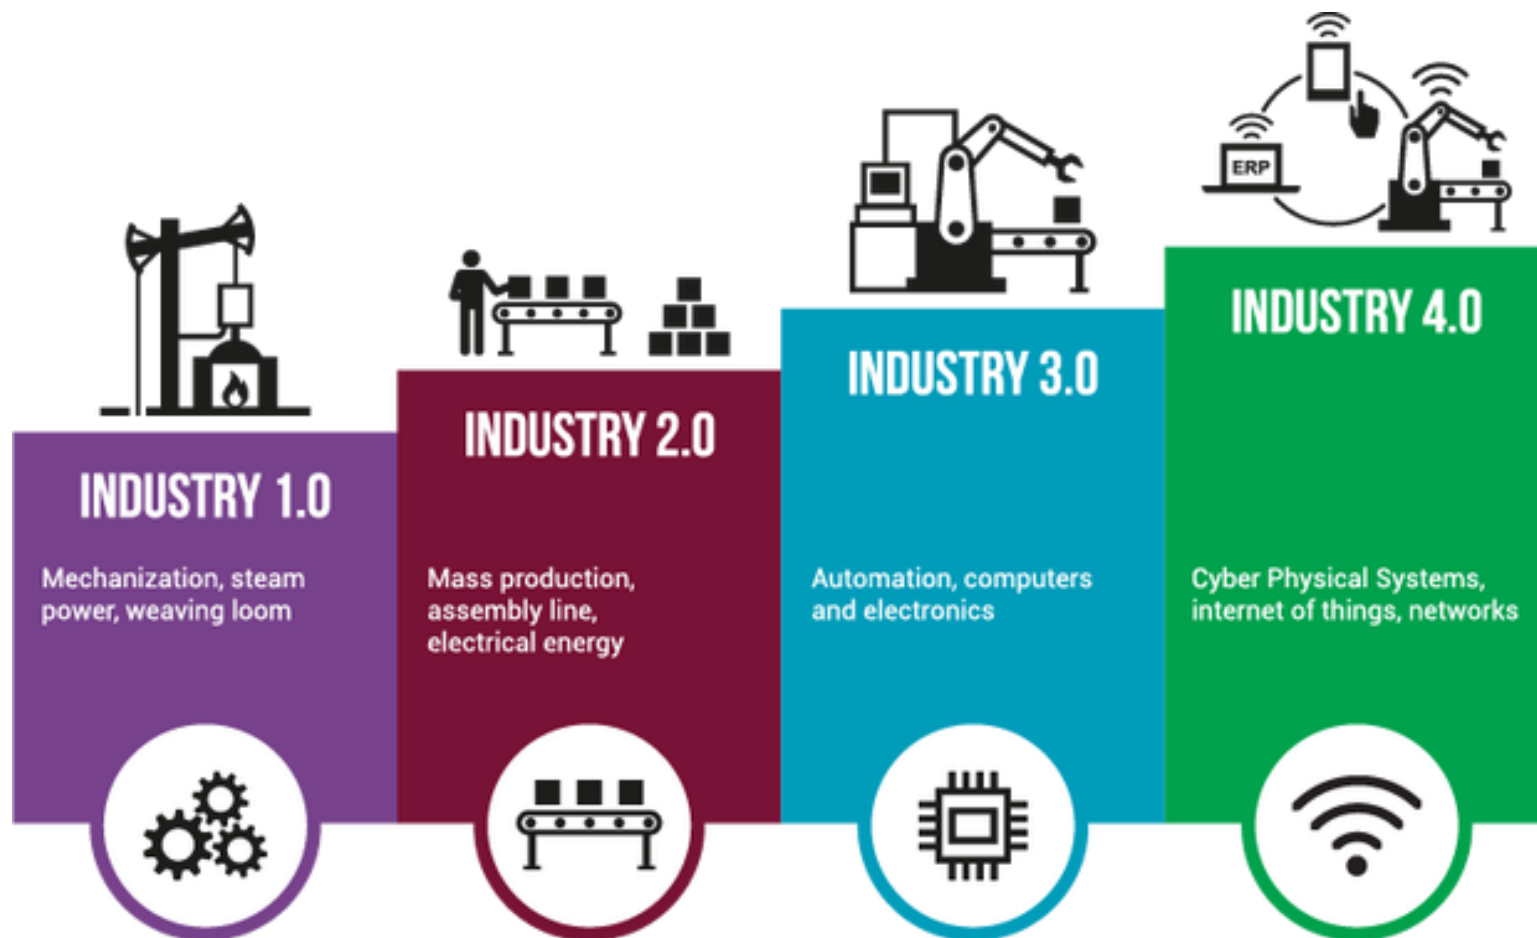 ERP
INDUSTRY 1.0
Mechanization, steam
power, weaving loom
INDUSTRY 2.0
Mass production,
assembly line,
electrical energy
INDUSTRY 3.0
Automation, computers
and electronics
INDUSTRY 4.0
Cyber Physical Systems,
internet of things, networks